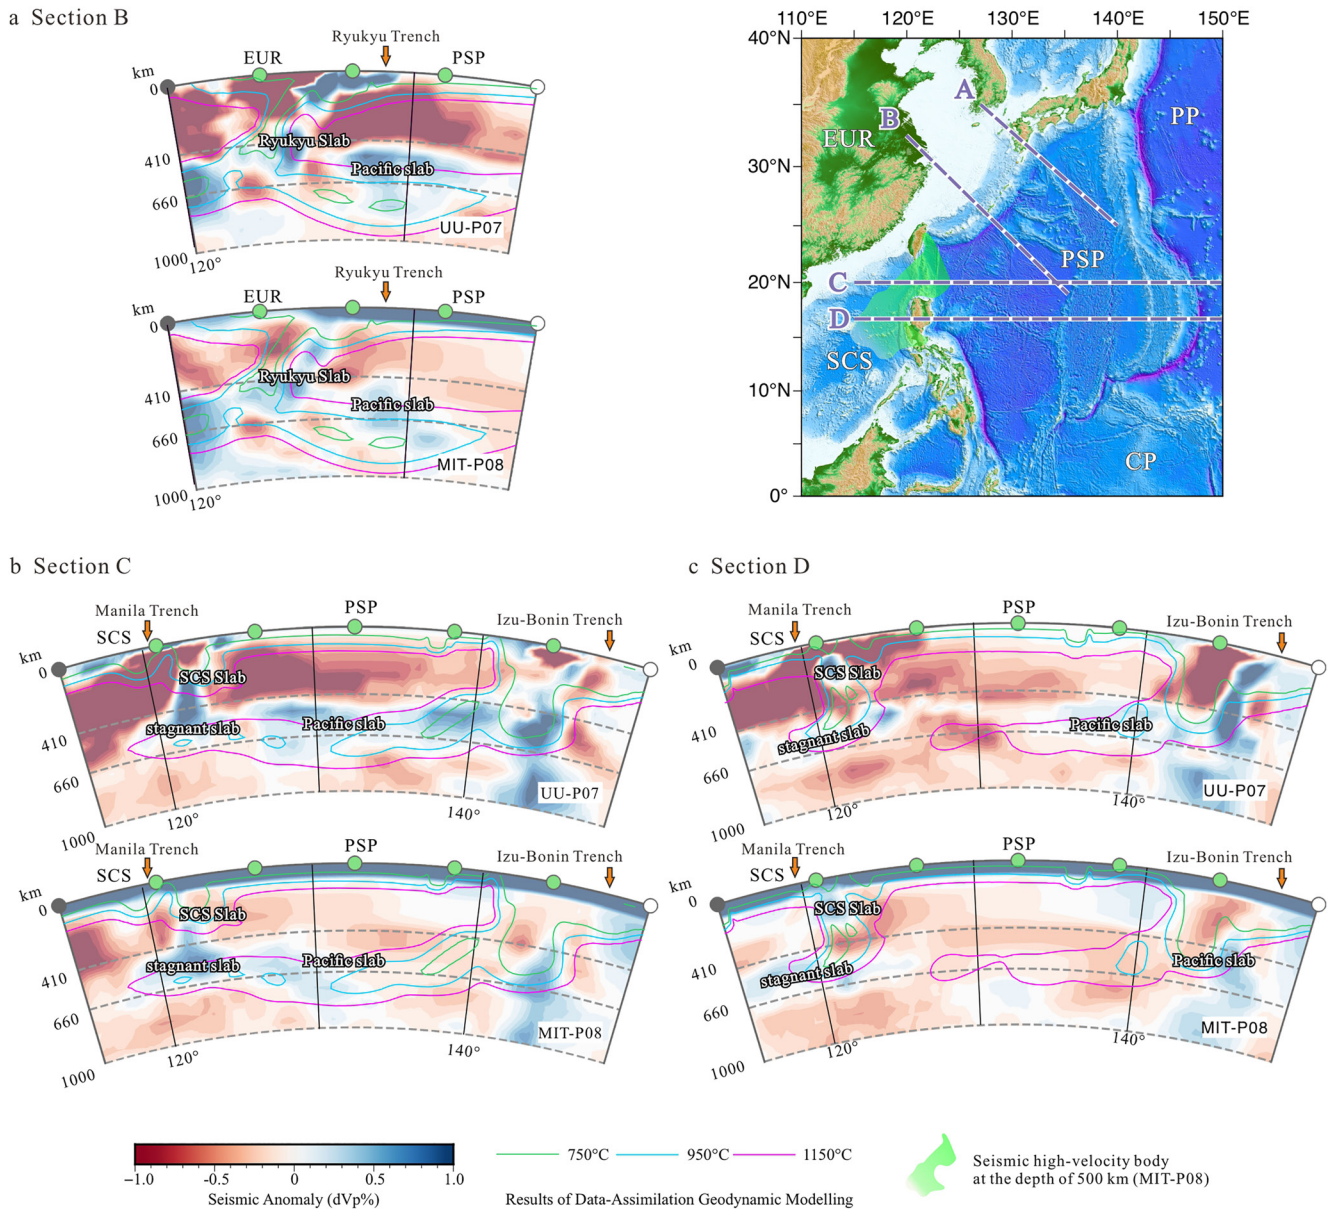 a Section B
Ryukyu Trench
EUR
PSP
km
0
410
660
1000
120°
Ryukyu Slab
Pacific slab
UU-P07
Ryukyu Trench
EUR
PSP
km
0
410
660
1000
120°
Ryukyu Slab
Pacific slab
MIT-P08
110°E 120°E 130°E 140°E 150°E
40°N
30°N
20°N
10°N
0°
A
B
C
D
EUR
PP
PSP
SCS
CP
b Section C
Manila Trench
SCS
PSP
Izu-Bonin Trench
km
0
410
660
1000
120°
140°
SCS Slab
stagnant slab
Pacific slab
UU-P07
Manila Trench
SCS
PSP
Izu-Bonin Trench
km
0
410
660
1000
120°
140°
SCS Slab
stagnant slab
Pacific slab
MIT-P08
c Section D
Manila Trench
SCS
PSP
Izu-Bonin Trench
km
0
410
660
1000
120°
140°
SCS Slab
stagnant slab
Pacific slab
UU-P07
Manila Trench
SCS
PSP
Izu-Bonin Trench
km
0
410
660
1000
120°
140°
SCS Slab
stagnant slab
Pacific slab
MIT-P08
−1.0 −0.5 0 0.5 1.0
Seismic Anomaly (dVp%)
750°C 950°C 1150°C
Results of Data-Assimilation Geodynamic Modelling
Seismic high-velocity body
at the depth of 500 km (MIT-P08)